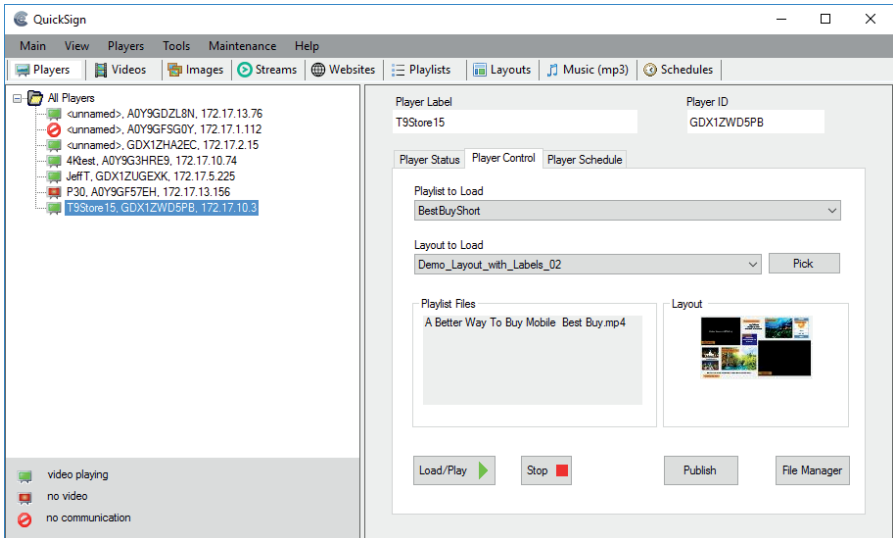 QuickSign
Main View Players Tools Maintenance Help
Players Videos Images Streams Websites Playlists Layouts Music (mp3) Schedules
All Players
<unnamed>, A0Y9GDZL8N, 172.17.13.76
<unnamed>, A0Y9GFSG0Y, 172.17.1.112
<unnamed>, GDX1ZHA2EC, 172.17.2.15
4Ktest, A0Y9G3HRE9, 172.17.10.74
JeffT, GDX1ZUGEXK, 172.17.5.225
P30, A0Y9GF57EH, 172.17.13.156
T9Store15, GDX1ZWD5PB, 172.17.10.3
video playing
no video
no communication
Player Label
Player ID
T9Store15
GDX1ZWD5PB
Player Status Player Control Player Schedule
Playlist to Load
BestBuyShort
Layout to Load
Demo_Layout_with_Labels_02
Pick
Playlist Files
Layout
A Better Way To Buy Mobile Best Buy.mp4
Load/Play
Stop
Publish
File Manager